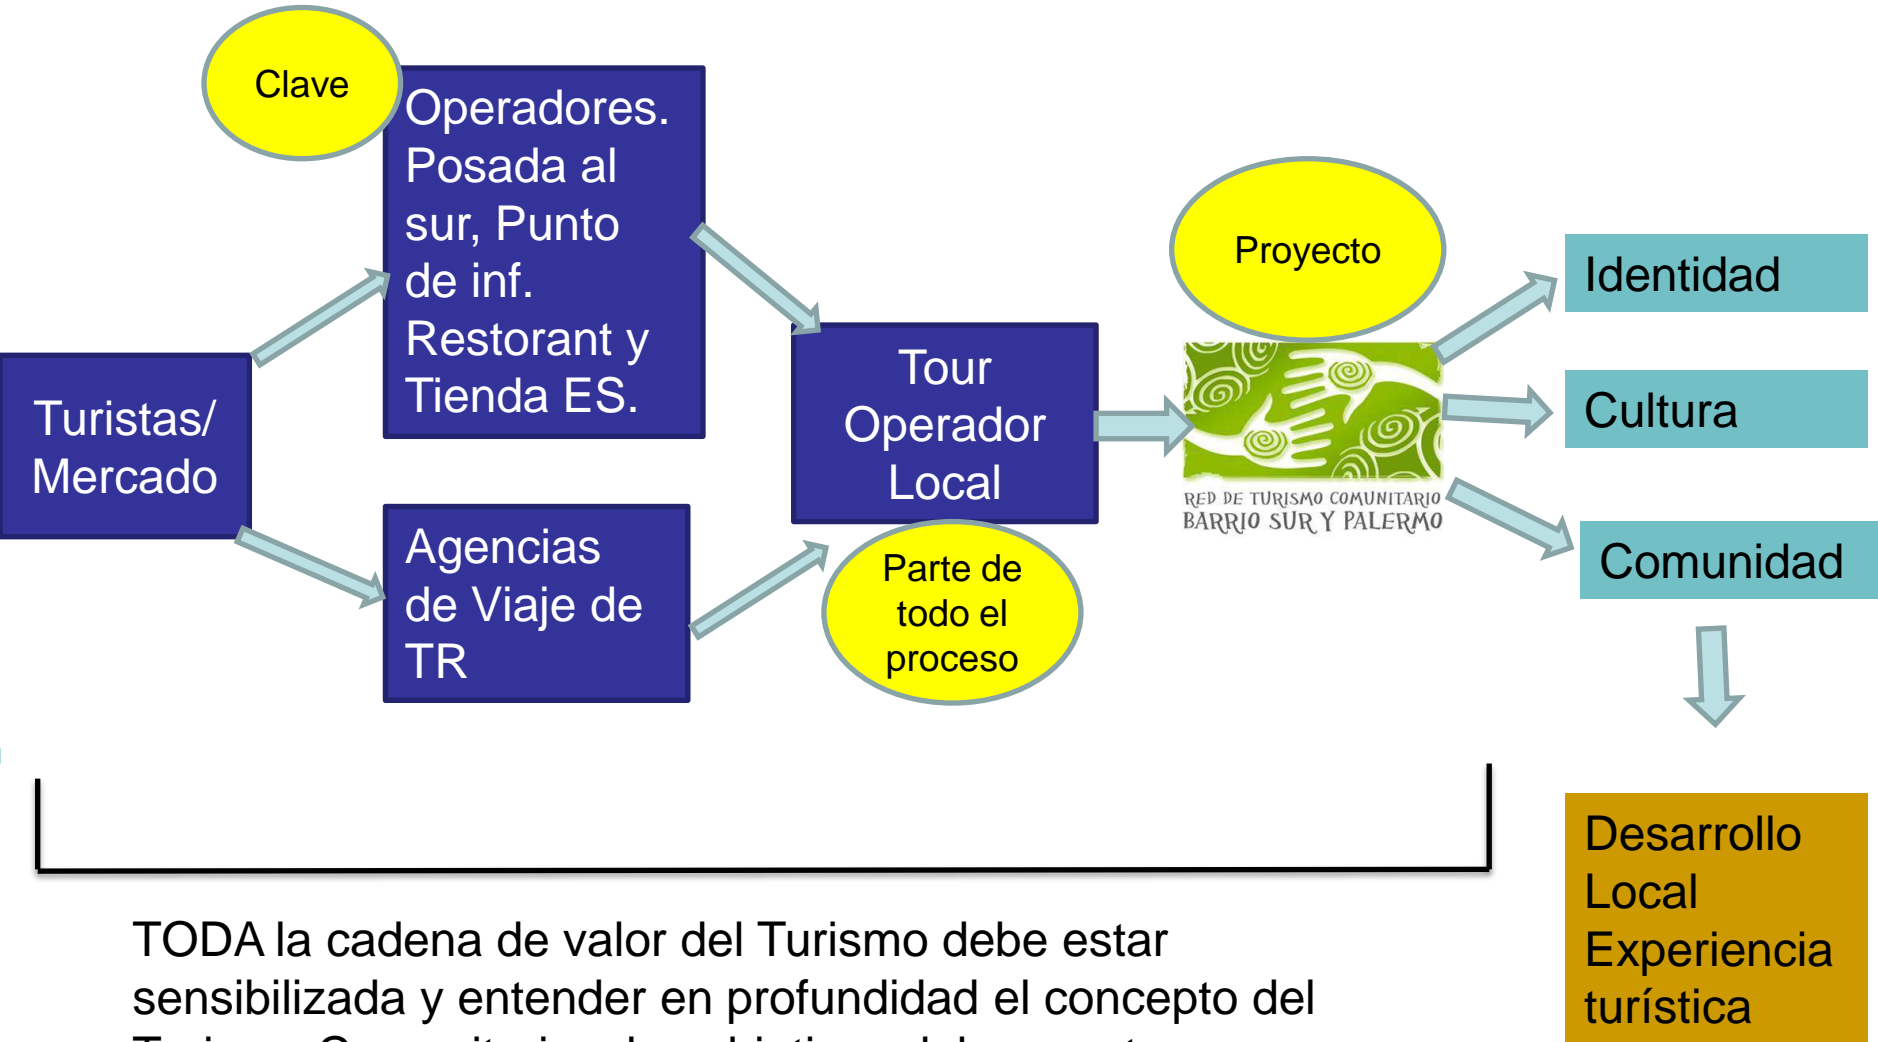 Clave
Operadores.
Posada al
sur, Punto
de inf.
Restorant y
Tienda ES.
Turistas/
Mercado
Agencias
de Viaje de
TR
Tour
Operador
Local
Parte de
todo el
proceso
Proyecto
RED DE TURISMO COMUNITARIO
BARRIO SUR Y PALERMO
Identidad
Cultura
Comunidad
Desarrollo
Local
Experiencia
turística
TODA la cadena de valor del Turismo debe estar
sensibilizada y entender en profundidad el concepto del